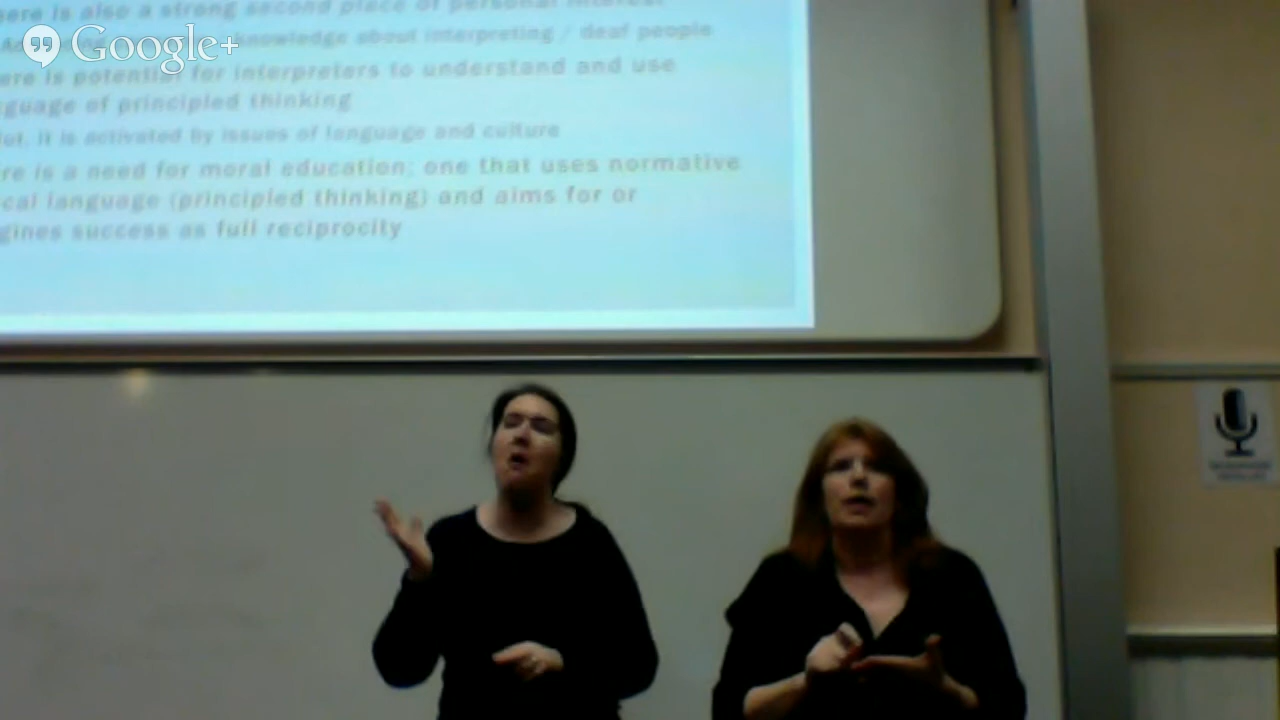 ere is also a strong second place of personal interest
knowledge about interpreting / deaf people
Google+
ere is potential for interpreters to understand and use
guage of principled thinking
ut. It is activated by issues of language and culture
re is a need for moral education; one that uses normative
cal language (principled thinking) and aims for or
gines success as full reciprocity